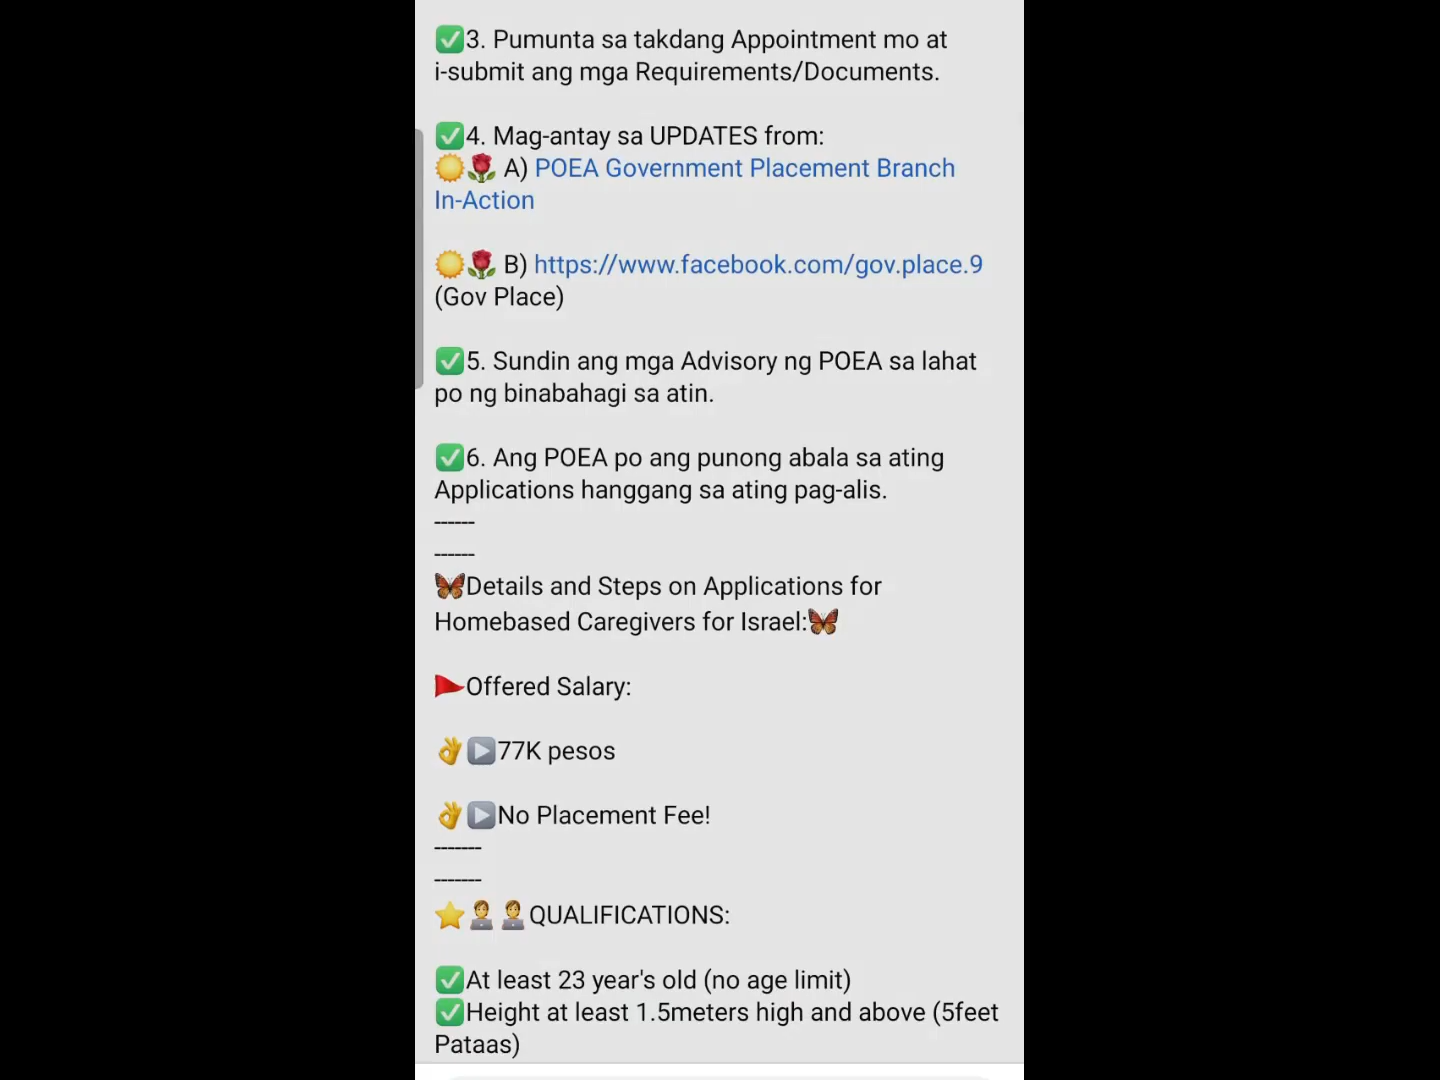 ✅3. Pumunta sa takdang Appointment mo at
i-submit ang mga Requirements/Documents.
✅4. Mag-antay sa UPDATES from:
☀️🌹 A) POEA Government Placement Branch
In-Action
☀️🌹 B) https://www.facebook.com/gov.place.9
(Gov Place)
✅5. Sundin ang mga Advisory ng POEA sa lahat
po ng binabahagi sa atin.
✅6. Ang POEA po ang punong abala sa ating
Applications hanggang sa ating pag-alis.
------
------
🦋Details and Steps on Applications for
Homebased Caregivers for Israel:🦋
🚩Offered Salary:
👌▶️77K pesos
👌▶️No Placement Fee!
-------
-------
⭐🧑‍💻🧑‍💻QUALIFICATIONS:
✅At least 23 year's old (no age limit)
✅Height at least 1.5meters high and above (5feet
Pataas)